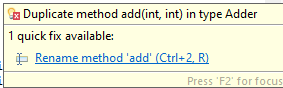 Duplicate method add(int, int) in type Adder
1 quick fix available:
Rename method 'add' (Ctrl+2, R)
Press 'F2' for focus